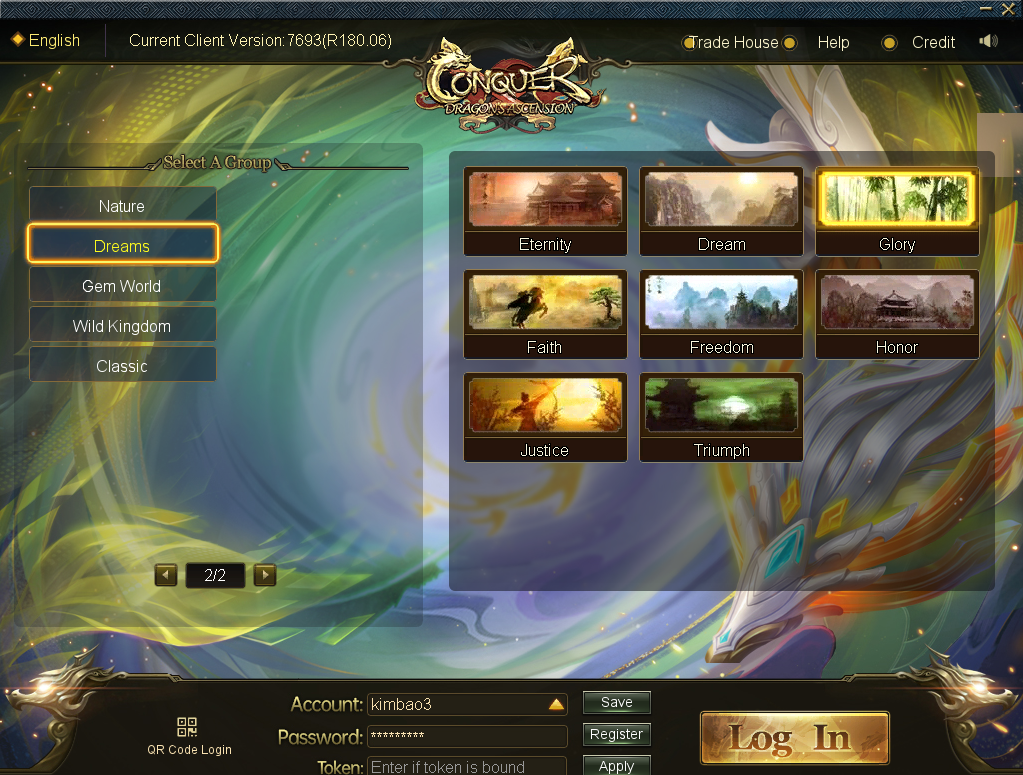 English
Current Client Version:7693(R180.06)
Trade House
Help
Credit
CONQUER
DRAGON'S ASCENSION
Select A Group
Nature
Dreams
Gem World
Wild Kingdom
Classic
Eternity
Dream
Glory
Faith
Freedom
Honor
Justice
Triumph
2/2
QR Code Login
Account: kimbao3
Save
Password: *********
Register
Token: Enter if token is bound
Apply
Log In